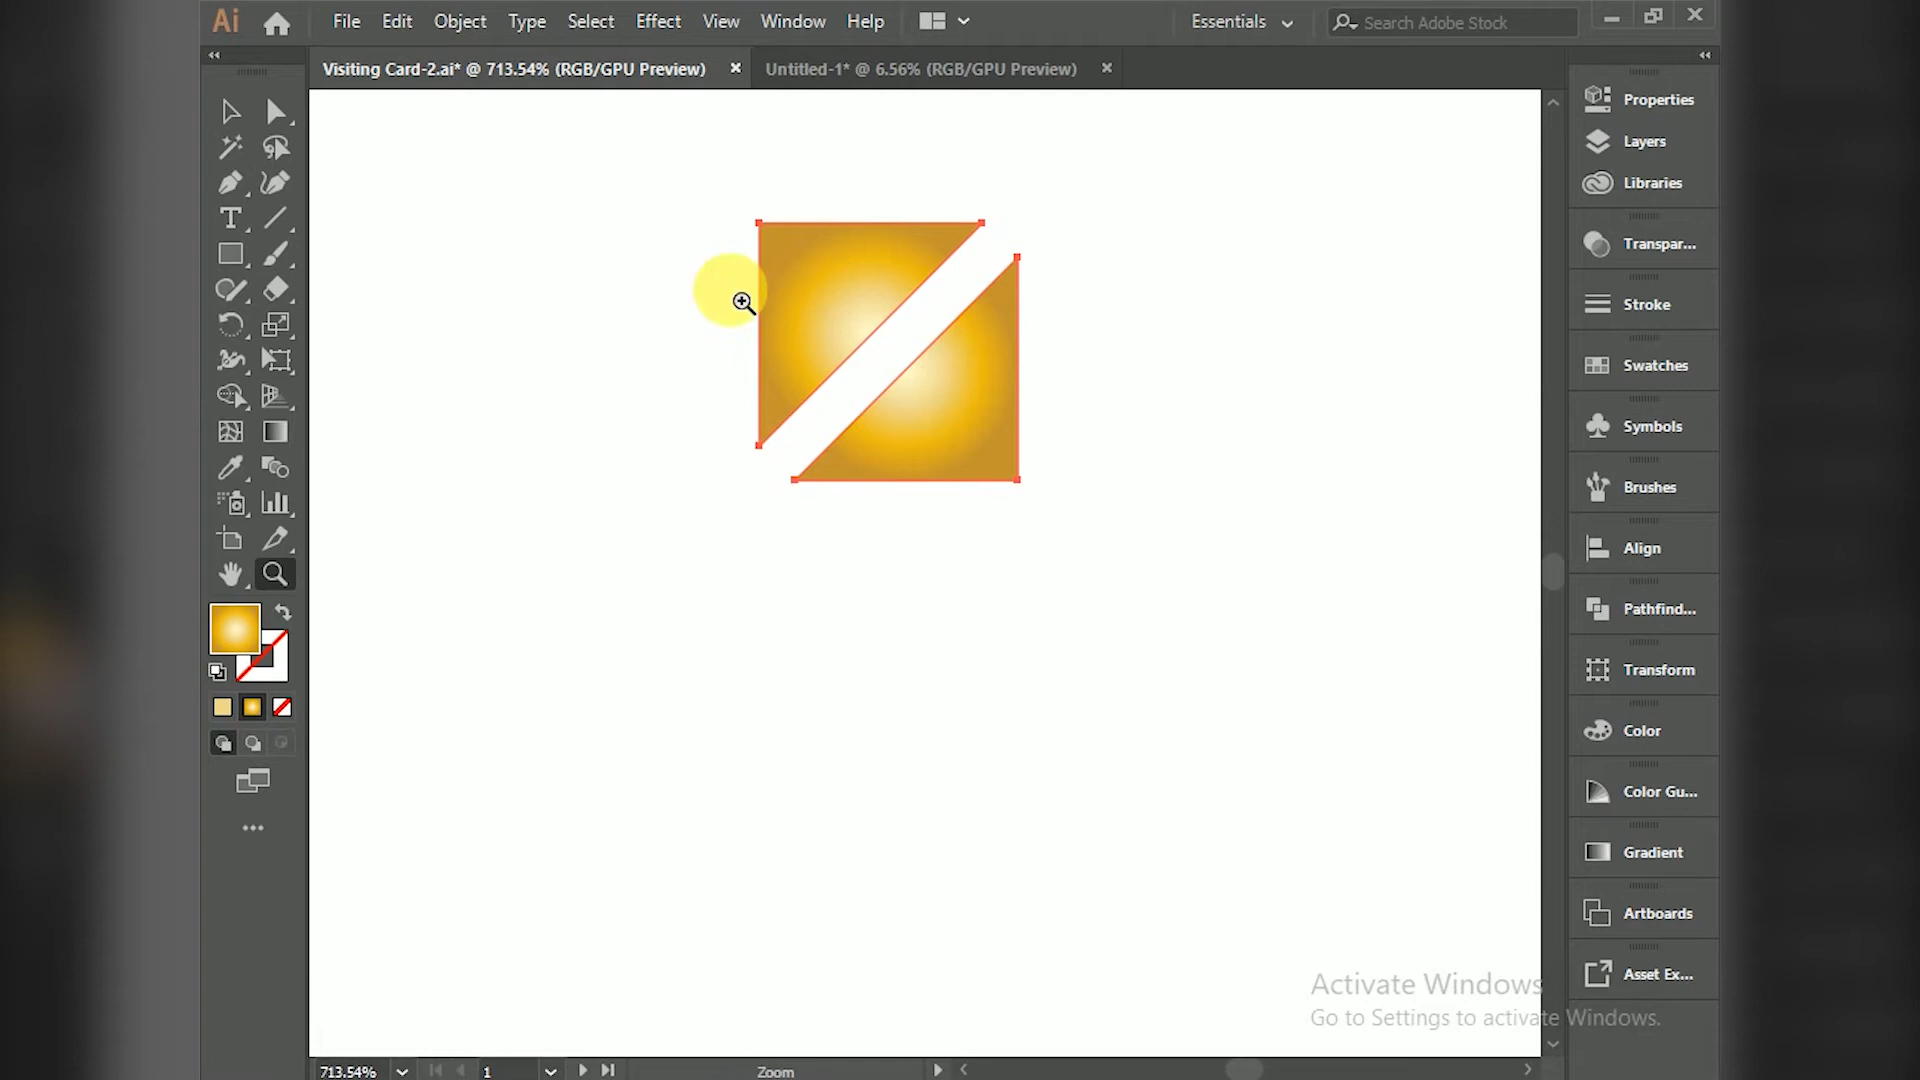 Ai File Edit Object Type Select Effect View Window Help Essentials Search Adobe Stock
Visiting Card-2.ai* @ 713.54% (RGB/GPU Preview) Untitled-1* @ 6.56% (RGB/GPU Preview)
Properties
Layers
Libraries
Transpar...
Stroke
Swatches
Symbols
Brushes
Align
Pathfind...
Transform
Color
Color Gu...
Gradient
Artboards
Asset Ex...
Activate Windows
Go to Settings to activate Windows.
713.54% 1 Zoom